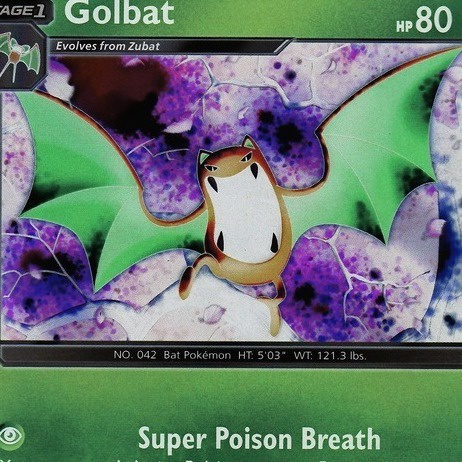 STAGE 1
Golbat
HP 80
Evolves from Zubat
NO. 042 Bat Pokémon HT: 5'03" WT: 121.3 lbs.
Super Poison Breath